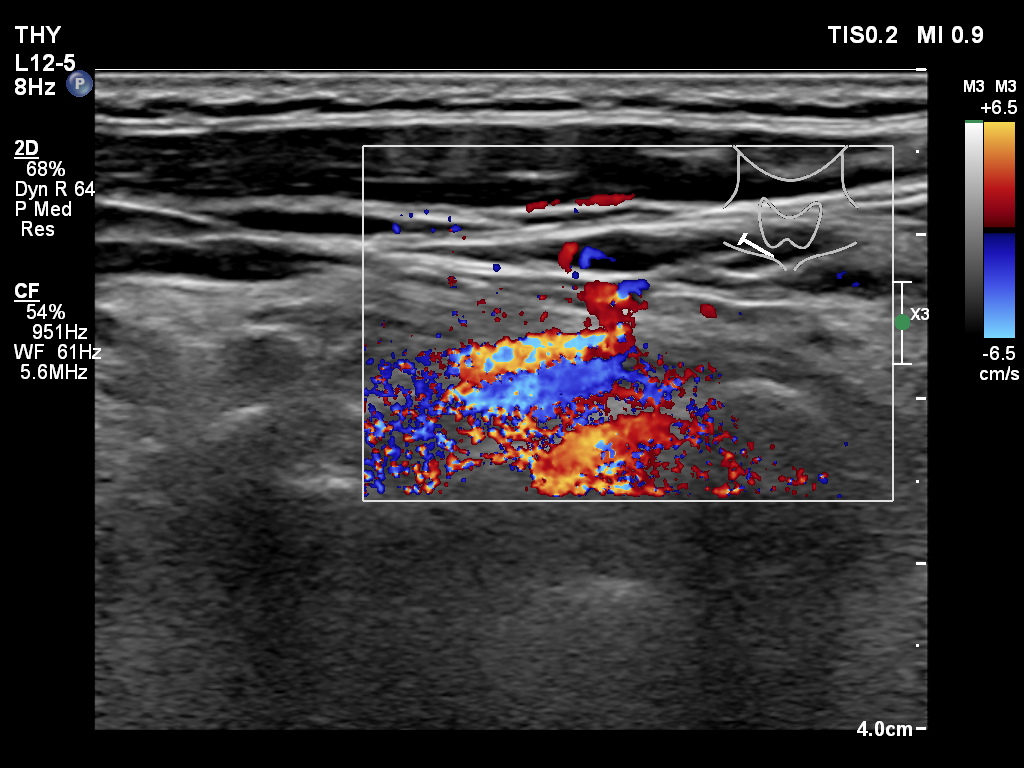 THY
TIS0.2 MI 0.9
L12-5
8Hz
P
M3 M3
+6.5
2D
68%
Dyn R 64
P Med
Res
CF
54%
951Hz
WF 61Hz
5.6MHz
X3
-6.5
cm/s
4.0cm